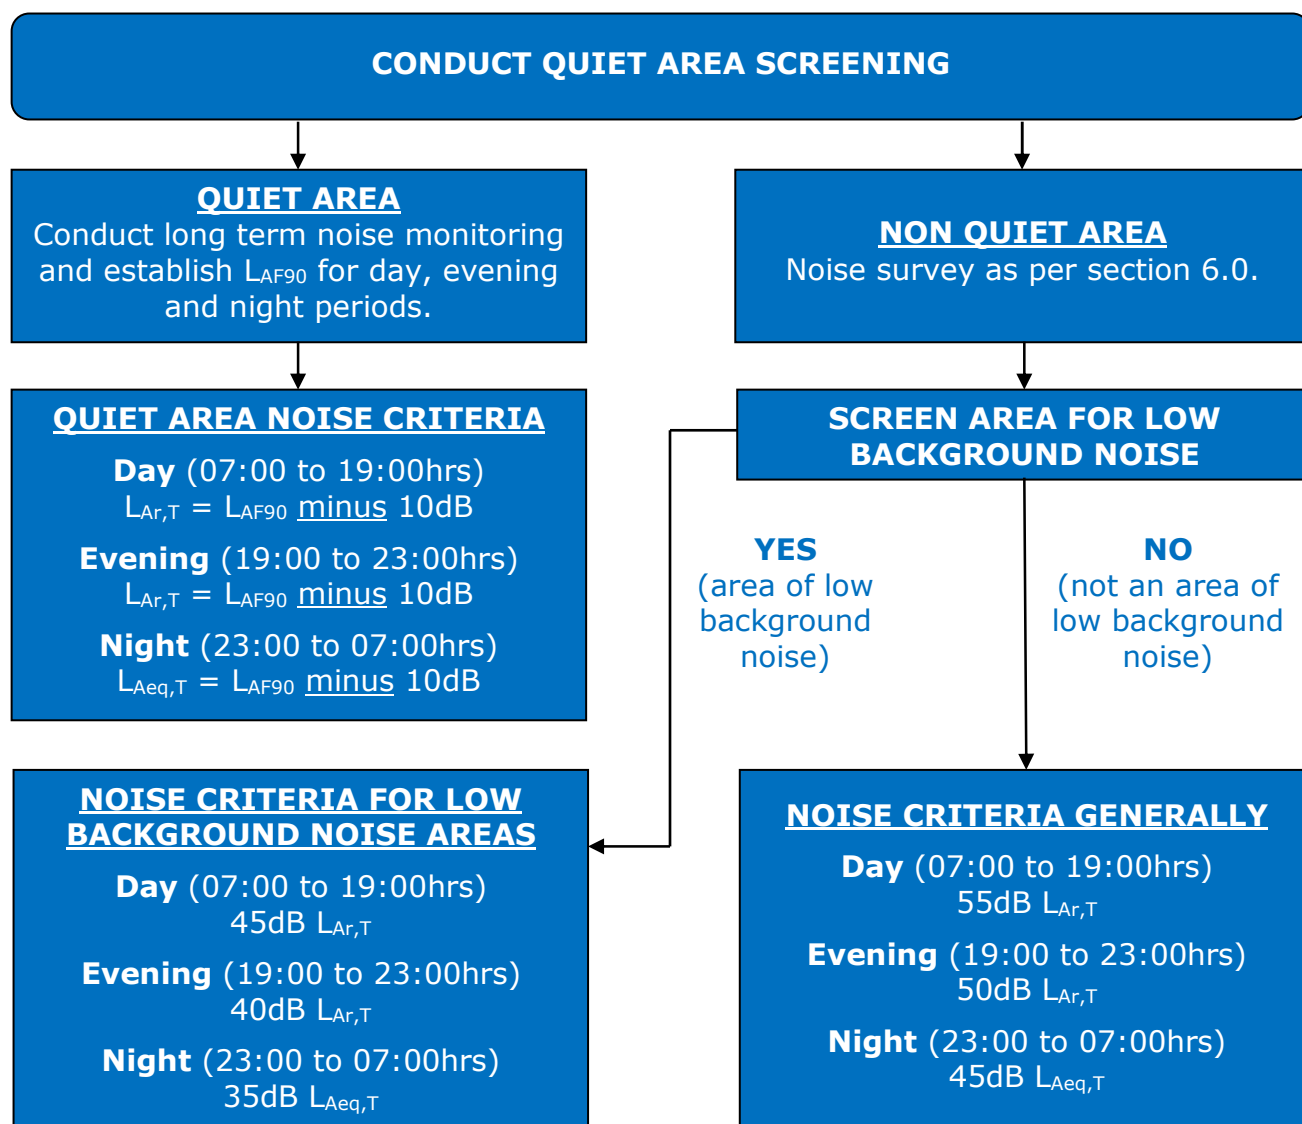 CONDUCT QUIET AREA SCREENING
QUIET AREA
Conduct long term noise monitoring
and establish LAF90 for day, evening
and night periods.
NON QUIET AREA
Noise survey as per section 6.0.
QUIET AREA NOISE CRITERIA
Day (07:00 to 19:00hrs)
LAr,T = LAF90 minus 10dB
Evening (19:00 to 23:00hrs)
LAr,T = LAF90 minus 10dB
Night (23:00 to 07:00hrs)
LAeq,T = LAF90 minus 10dB
SCREEN AREA FOR LOW
BACKGROUND NOISE
YES
(area of low
background
noise)
NO
(not an area of
low background
noise)
NOISE CRITERIA FOR LOW
BACKGROUND NOISE AREAS
Day (07:00 to 19:00hrs)
45dB LAr,T
Evening (19:00 to 23:00hrs)
40dB LAr,T
Night (23:00 to 07:00hrs)
35dB LAeq,T
NOISE CRITERIA GENERALLY
Day (07:00 to 19:00hrs)
55dB LAr,T
Evening (19:00 to 23:00hrs)
50dB LAr,T
Night (23:00 to 07:00hrs)
45dB LAeq,T